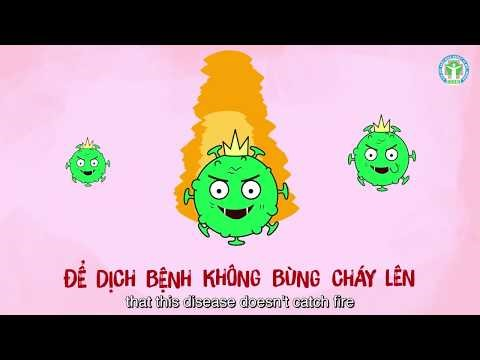 ĐỂ DỊCH BỆNH KHÔNG BÙNG CHÁY LÊN
that this disease doesn't catch fire